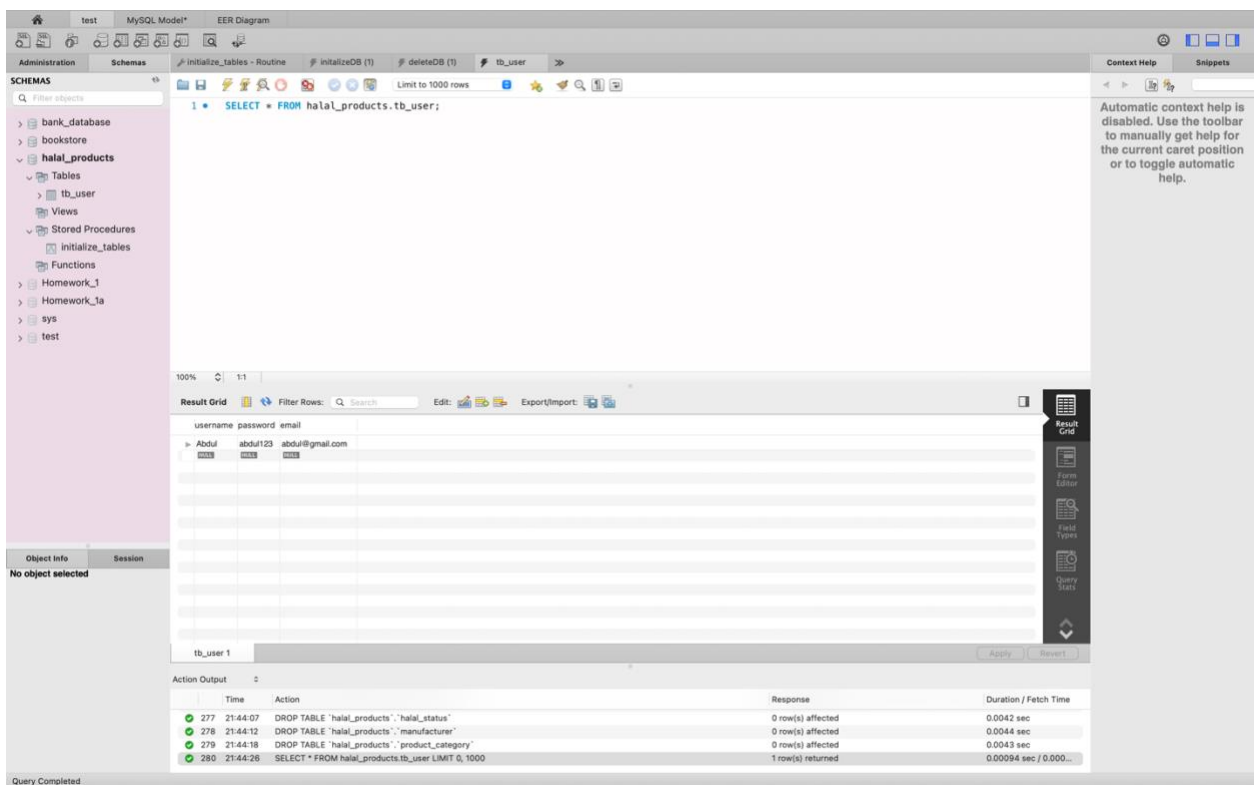 test MySQL Model* EER Diagram
Administration Schemas
initialize_tables - Routine initalizeDB (1) deleteDB (1) tb_user
Context Help Snippets
SCHEMAS
Filter objects
bank_database
bookstore
halal_products
Tables
tb_user
Views
Stored Procedures
initialize_tables
Functions
Homework_1
Homework_1a
sys
test
Object Info Session
No object selected
Limit to 1000 rows
1 SELECT * FROM halal_products.tb_user;
100% 1:1
Result Grid Filter Rows: Search Edit: Export/Import:
username password email
Abdul abdul123 abdul@gmail.com
NULL NULL NULL
Result Grid
Form Editor
Field Types
Query Stats
tb_user 1 Apply Revert
Action Output
Time Action Response Duration / Fetch Time
277 21:44:07 DROP TABLE `halal_products`.`halal_status` 0 row(s) affected 0.0042 sec
278 21:44:12 DROP TABLE `halal_products`.`manufacturer` 0 row(s) affected 0.0044 sec
279 21:44:18 DROP TABLE `halal_products`.`product_category` 0 row(s) affected 0.0043 sec
280 21:44:26 SELECT * FROM halal_products.tb_user LIMIT 0, 1000 1 row(s) returned 0.00094 sec / 0.000...
Automatic context help is
disabled. Use the toolbar
to manually get help for
the current caret position
or to toggle automatic
help.
Query Completed